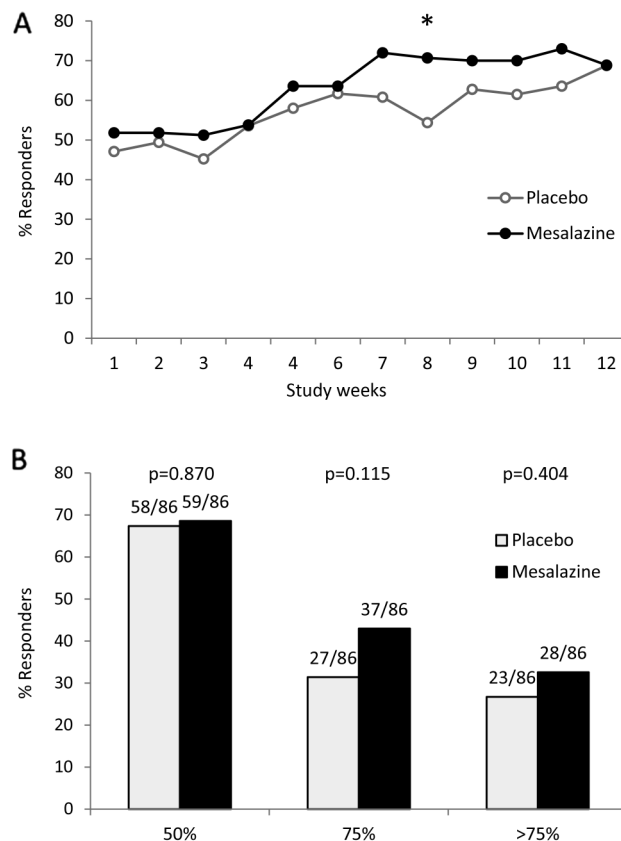 A
*
80
70
60
50
40
30
20
10
0
% Responders
Placebo
Mesalazine
1 2 3 4 4 6 7 8 9 10 11 12
Study weeks
B
80
70
60
50
40
30
20
10
0
% Responders
p=0.870 p=0.115 p=0.404
58/86 59/86
Placebo
Mesalazine
37/86
27/86
28/86
23/86
50% 75% >75%